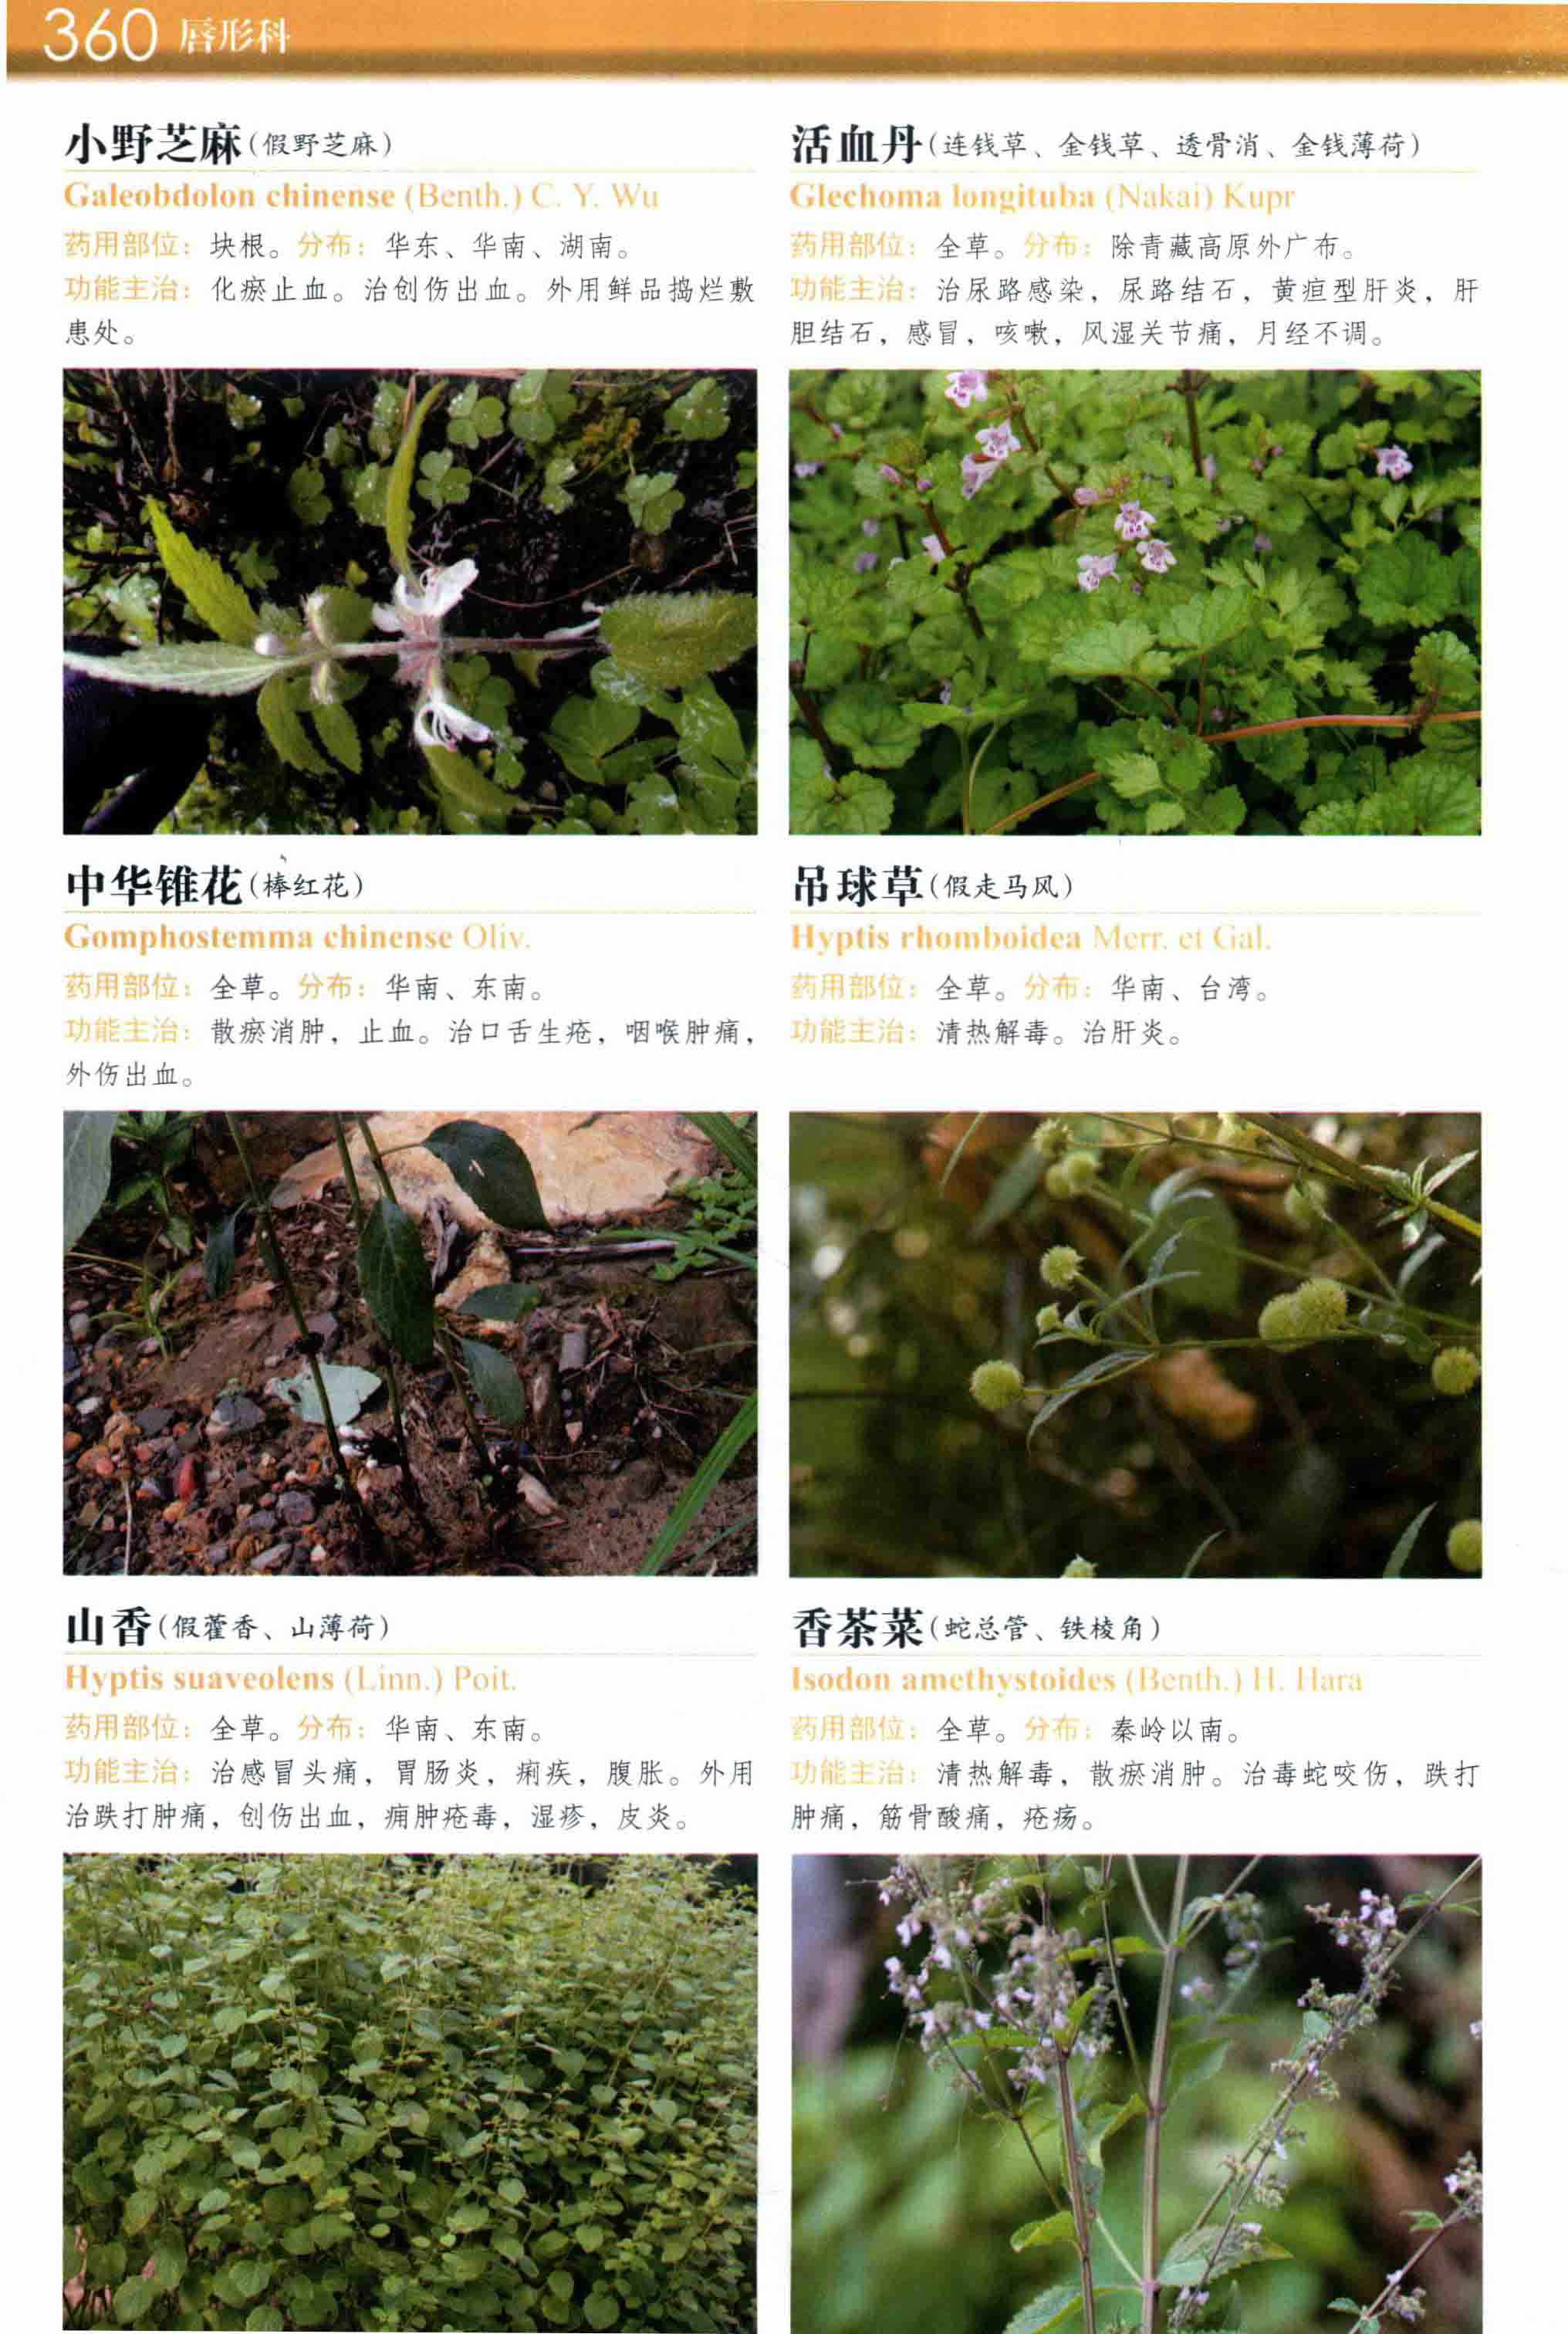 360 唇形科
小野芝麻(假野芝麻)
Galeobdolon chinense (Benth.) C. Y. Wu
药用部位：块根。分布：华东、华南、湖南。
功能主治：化瘀止血。治创伤出血。外用鲜品捣烂敷
患处。
活血丹(连钱草、金钱草、透骨消、金钱薄荷)
Glechoma longituba (Nakai) Kupr
药用部位：全草。分布：除青藏高原外广布。
功能主治：治尿路感染，尿路结石，黄疸型肝炎，肝
胆结石，感冒，咳嗽，风湿关节痛，月经不调。
中华锥花(棒红花)
Gomphostemma chinense Oliv.
药用部位：全草。分布：华南、东南。
功能主治：散瘀消肿，止血。治口舌生疮，咽喉肿痛，
外伤出血。
吊球草(假走马风)
Hyptis rhomboidea Merr. et Gal.
药用部位：全草。分布：华南、台湾。
功能主治：清热解毒。治肝炎。
山香(假藿香、山薄荷)
Hyptis suaveolens (Linn.) Poit.
药用部位：全草。分布：华南、东南。
功能主治：治感冒头痛，胃肠炎，痢疾，腹胀。外用
治跌打肿痛，创伤出血，痈肿疮毒，湿疹，皮炎。
香茶菜(蛇总管、铁棱角)
Isodon amethystoides (Benth.) H. Hara
药用部位：全草。分布：秦岭以南。
功能主治：清热解毒，散瘀消肿。治毒蛇咬伤，跌打
肿痛，筋骨酸痛，疮疡。